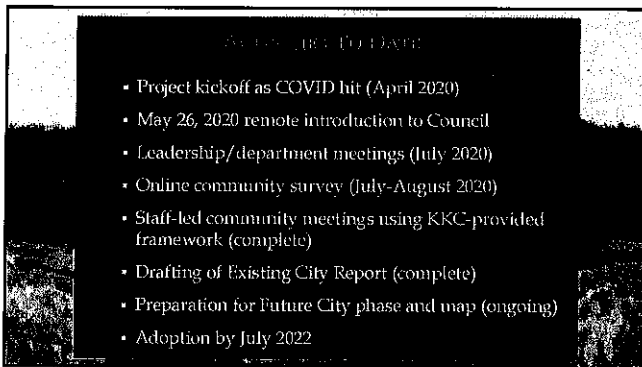 To Date
▪ Project kickoff as COVID hit (April 2020)
▪ May 26, 2020 remote introduction to Council
▪ Leadership/department meetings (July 2020)
▪ Online community survey (July-August 2020)
▪ Staff-led community meetings using KKC-provided
framework (complete)
▪ Drafting of Existing City Report (complete)
▪ Preparation for Future City phase and map (ongoing)
▪ Adoption by July 2022